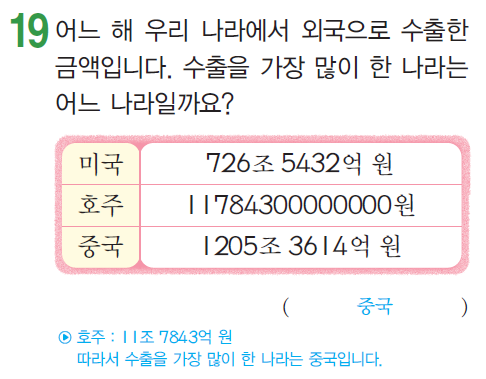 19 어느 해 우리 나라에서 외국으로 수출한
금액입니다. 수출을 가장 많이 한 나라는
어느 나라일까요?
미국 726조 5432억 원
호주 11784300000000원
중국 1205조 3614억 원
( 중국 )
▶ 호주 : 11조 7843억 원
따라서 수출을 가장 많이 한 나라는 중국입니다.